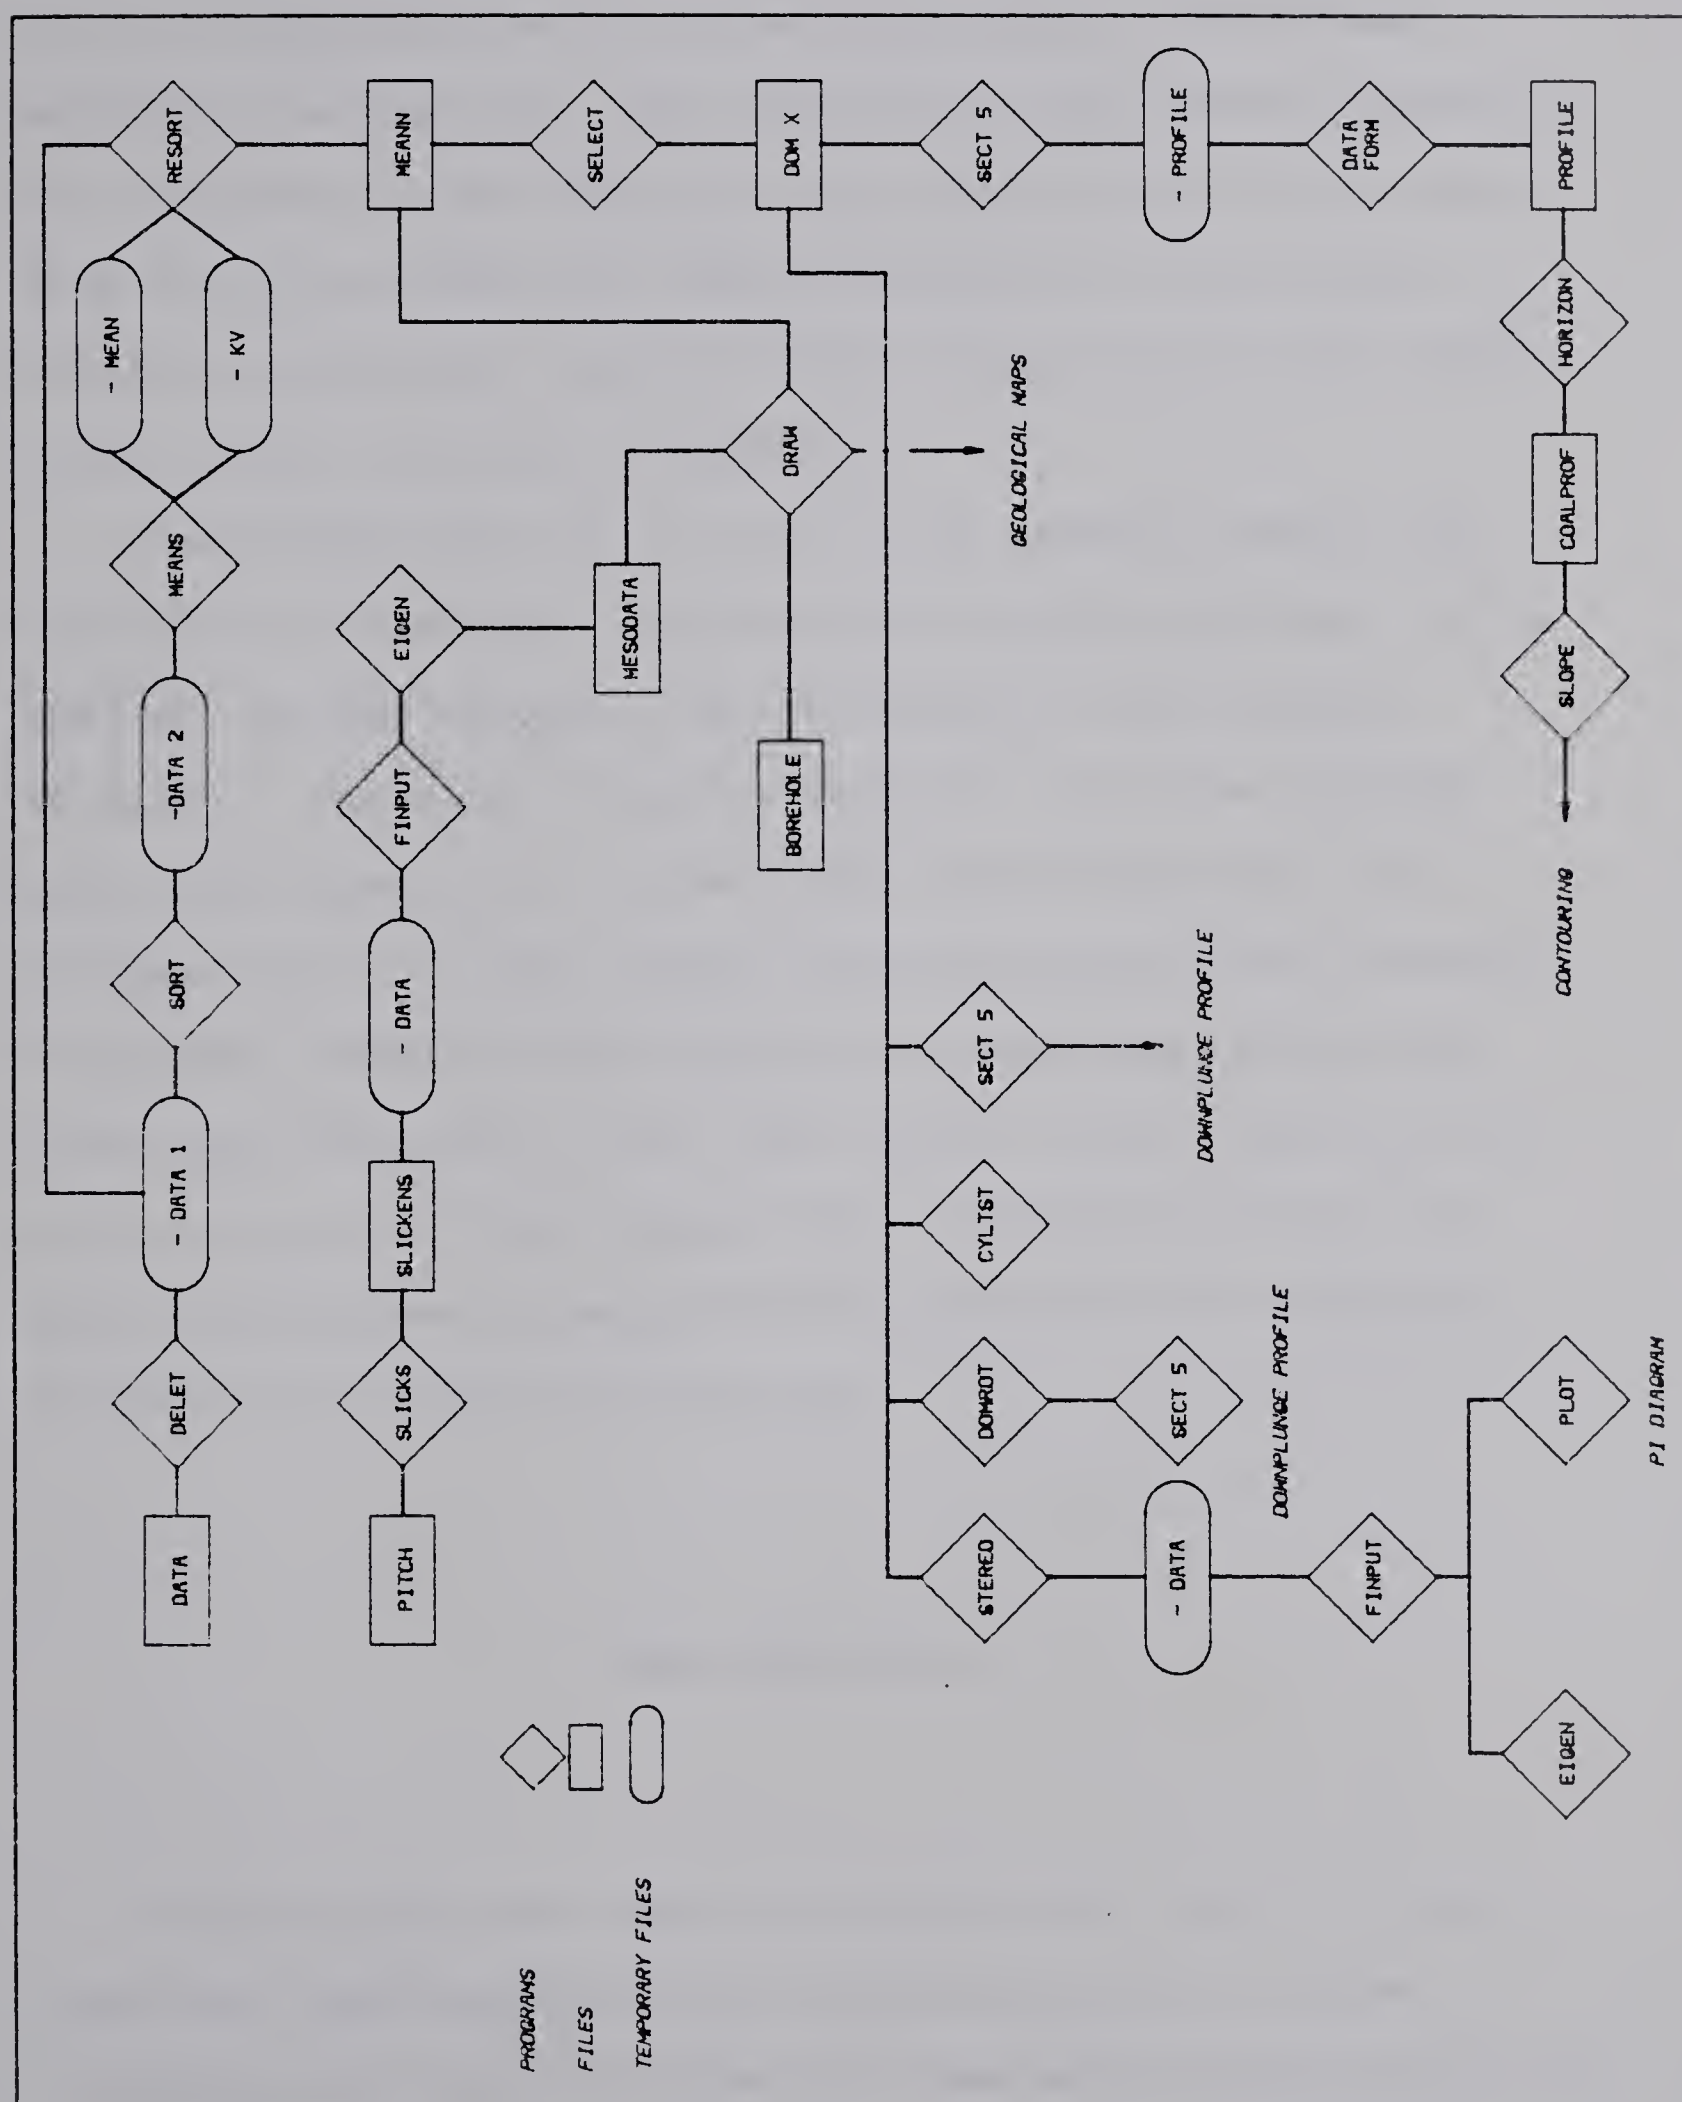 DATA
DELET
- DATA 1
SORT
-DATA 2
MEANS
- MEAN
- KV
RESORT
PITCH
SLICKS
SLICKENS
- DATA
FINPUT
EIGEN
MEANN
SELECT
MESODATA
BOREHOLE
DRAW
DOM X
GEOLOGICAL MAPS
STEREO
DOMROT
CYLTST
SECT 5
SECT 5
- DATA
SECT 5
DOWNPLUNGE PROFILE
- PROFILE
DOWNPLUNGE PROFILE
FINPUT
DATA
FORM
EIGEN
PLOT
CONTOURING
SLOPE
COALPROF
HORIZON
PROFILE
PI DIAGRAM
PROGRAMS
FILES
TEMPORARY FILES